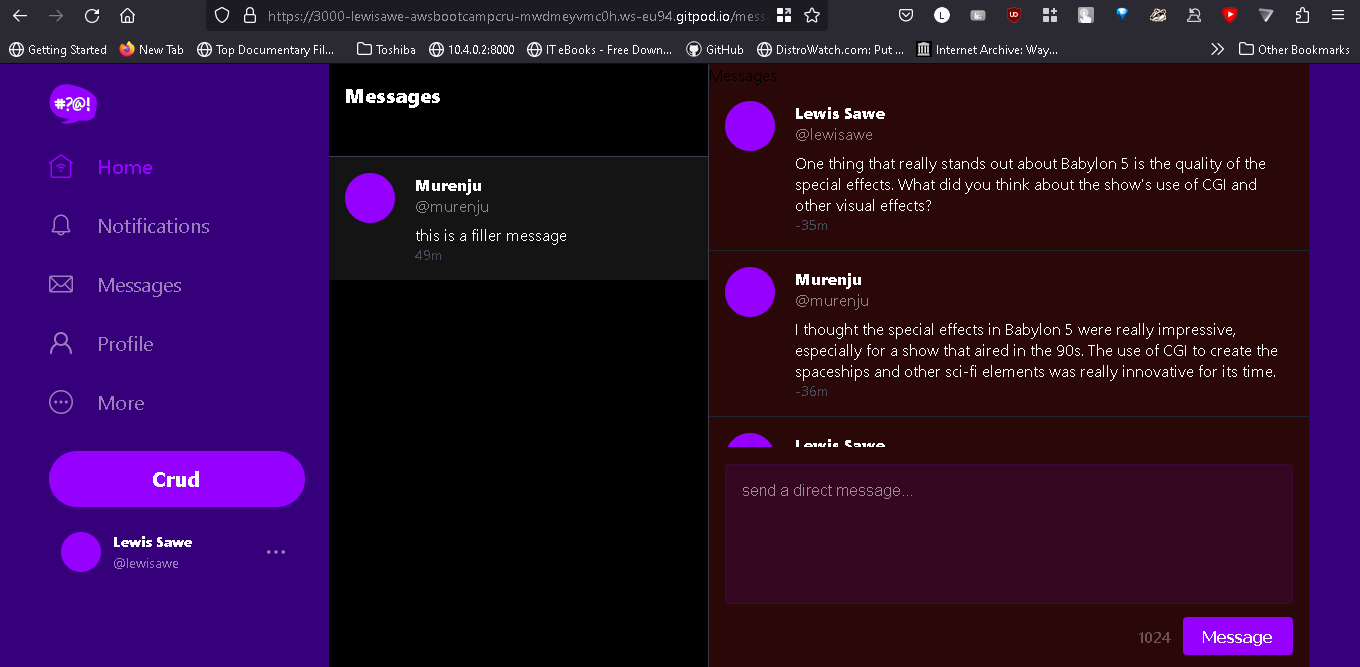 https://3000-lewisawe-awsbootcampcru-mwdmeyvmc0h.ws-eu94.gitpod.io/mess
L
UD
Getting Started
New Tab
Top Documentary Fil...
Toshiba
10.4.0.2:8000
IT eBooks - Free Down...
GitHub
DistroWatch.com: Put ...
Internet Archive: Way...
Other Bookmarks
#?@!
Home
Notifications
Messages
Profile
More
Crud
Lewis Sawe
@lewisawe
Messages
Murenju
@murenju
this is a filler message
49m
Messages
Lewis Sawe
@lewisawe
One thing that really stands out about Babylon 5 is the quality of the
special effects. What did you think about the show's use of CGI and
other visual effects?
-35m
Murenju
@murenju
I thought the special effects in Babylon 5 were really impressive,
especially for a show that aired in the 90s. The use of CGI to create the
spaceships and other sci-fi elements was really innovative for its time.
-36m
Lewis Sawe
send a direct message...
1024
Message